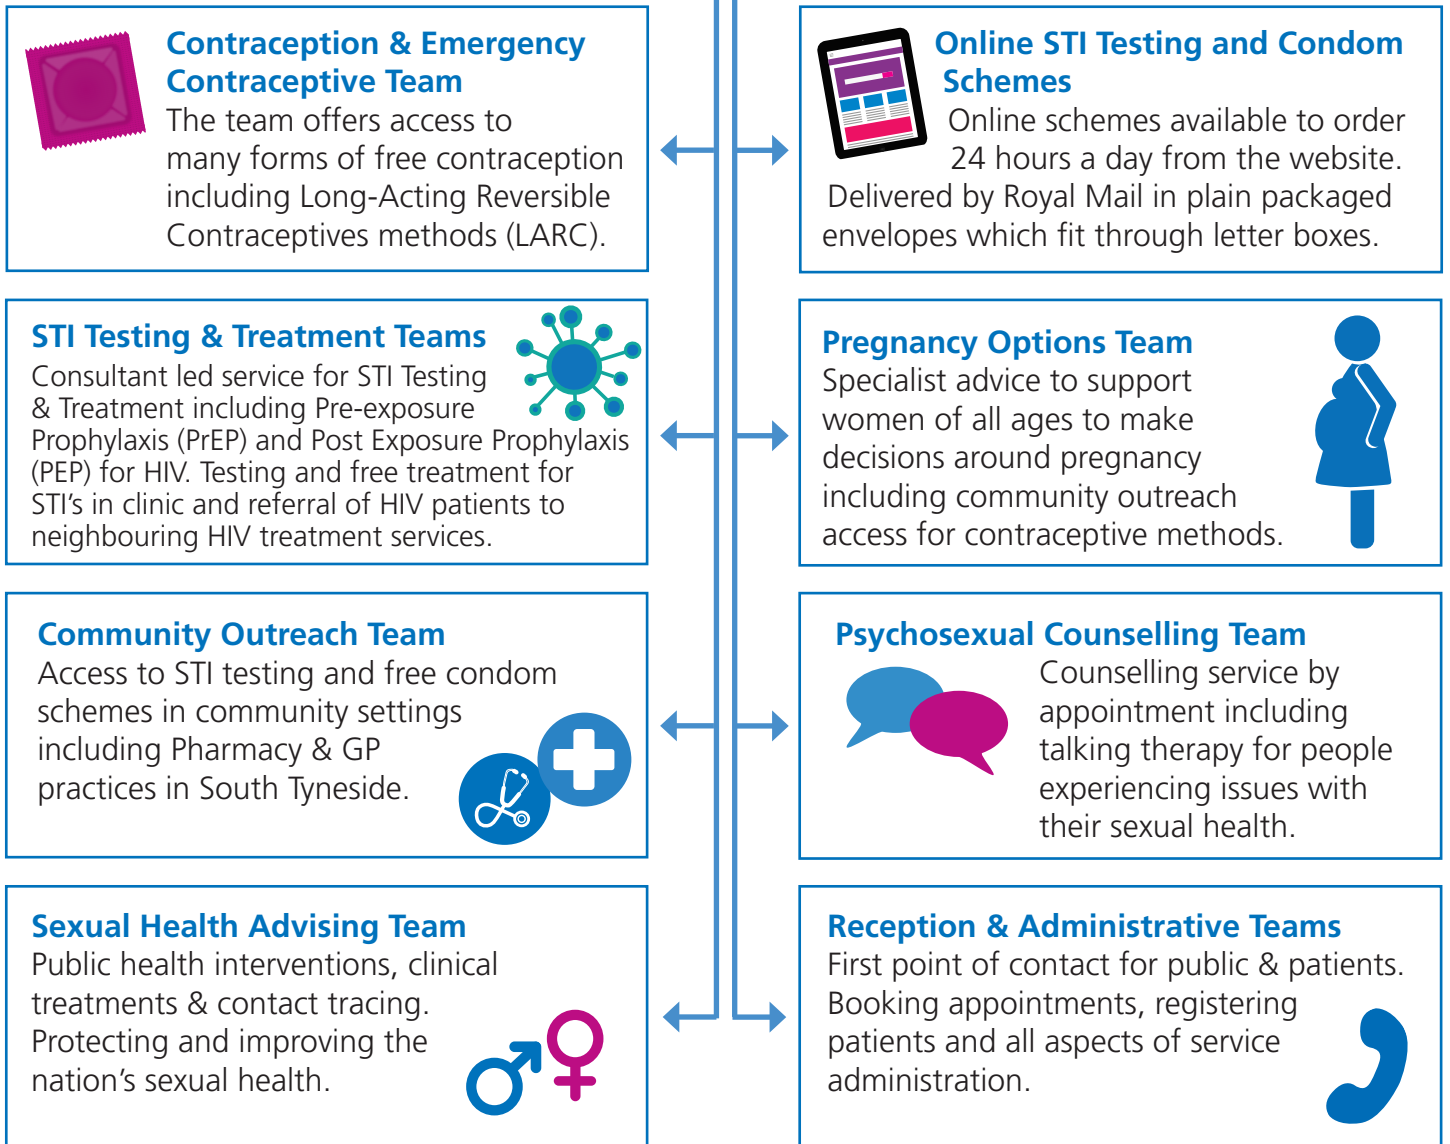 Contraception & Emergency
Contraceptive Team
The team offers access to
many forms of free contraception
including Long-Acting Reversible
Contraceptives methods (LARC).
Online STI Testing and Condom
Schemes
Online schemes available to order
24 hours a day from the website.
Delivered by Royal Mail in plain packaged
envelopes which fit through letter boxes.
STI Testing & Treatment Teams
Consultant led service for STI Testing
& Treatment including Pre-exposure
Prophylaxis (PrEP) and Post Exposure Prophylaxis
(PEP) for HIV. Testing and free treatment for
STI’s in clinic and referral of HIV patients to
neighbouring HIV treatment services.
Pregnancy Options Team
Specialist advice to support
women of all ages to make
decisions around pregnancy
including community outreach
access for contraceptive methods.
Community Outreach Team
Access to STI testing and free condom
schemes in community settings
including Pharmacy & GP
practices in South Tyneside.
Psychosexual Counselling Team
Counselling service by
appointment including
talking therapy for people
experiencing issues with
their sexual health.
Sexual Health Advising Team
Public health interventions, clinical
treatments & contact tracing.
Protecting and improving the
nation’s sexual health.
Reception & Administrative Teams
First point of contact for public & patients.
Booking appointments, registering
patients and all aspects of service
administration.